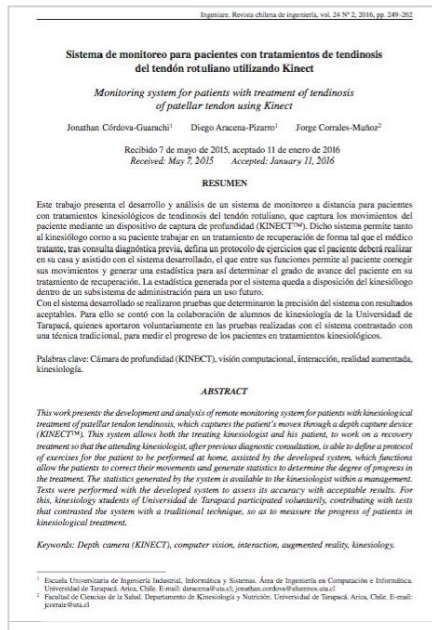 Ingeniare. Revista chilena de ingeniería, vol. 24 Nº 2, 2016, pp. 249-262
Sistema de monitoreo para pacientes con tratamientos de tendinosis
del tendón rotuliano utilizando Kinect
Monitoring system for patients with treatment of tendinosis
of patellar tendon using Kinect
Jonathan Córdova-Guarachi¹ Diego Aracena-Pizarro¹ Jorge Corrales-Muñoz²
Recibido 7 de mayo de 2015, aceptado 11 de enero de 2016
Received: May 7, 2015 Accepted: January 11, 2016
RESUMEN
Este trabajo presenta el desarrollo y análisis de un sistema de monitoreo a distancia para pacientes
con tratamientos kinesiológicos de tendinosis del tendón rotuliano, que captura los movimientos del
paciente mediante un dispositivo de captura de profundidad (KINECT™). Dicho sistema permite tanto
al kinesiólogo como a su paciente trabajar en un tratamiento de recuperación de forma tal que el médico
tratante, tras consulta diagnóstica previa, defina un protocolo de ejercicios que el paciente deberá realizar
en su casa y asistido con el sistema desarrollado, el que entre sus funciones permite al paciente corregir
sus movimientos y generar una estadística para así determinar el grado de avance del paciente en su
tratamiento de recuperación. La estadística generada por el sistema queda a disposición del kinesiólogo
dentro de un subsistema de administración para un uso futuro.
Con el sistema desarrollado se realizaron pruebas que determinaron la precisión del sistema con resultados
aceptables. Para ello se contó con la colaboración de alumnos de kinesiología de la Universidad de
Tarapacá, quienes aportaron voluntariamente en las pruebas realizadas con el sistema contrastado con
una técnica tradicional, para medir el progreso de los pacientes en tratamientos kinesiológicos.
Palabras clave: Cámara de profundidad (KINECT), visión computacional, interacción, realidad aumentada,
kinesiología.
ABSTRACT
This work presents the development and analysis of remote monitoring system for patients with kinesiological
treatment of patellar tendon tendinosis, which captures the patient's moves through a depth capture device
(KINECT™). This system allows both the treating kinesiologist and his patient, to work on a recovery
treatment so that the attending kinesiologist, after previous diagnostic consultation, is able to define a protocol
of exercises for the patient to be performed at home, assisted by the developed system, which functions
allow the patients to correct their movements and generate statistics to determine the degree of progress in
the treatment. The statistics generated by the system is available to the kinesiologist within a management.
Tests were performed with the developed system to assess its accuracy with acceptable results. For
this, kinesiology students of Universidad de Tarapacá participated voluntarily, contributing with tests
that contrasted the system with a traditional technique, so as to measure the progress of patients in
kinesiological treatment.
Keywords: Depth camera (KINECT), computer vision, interaction, augmented reality, kinesiology.
¹ Escuela Universitaria de Ingeniería Industrial, Informática y Sistemas. Área de Ingeniería en Computación e Informática.
Universidad de Tarapacá. Arica, Chile. E-mail: daracena@uta.cl; jonathan.cordova@alumnos.uta.cl
² Facultad de Ciencias de la Salud. Departamento de Kinesiología y Nutrición. Universidad de Tarapacá. Arica, Chile. E-mail:
jcorrale@uta.cl